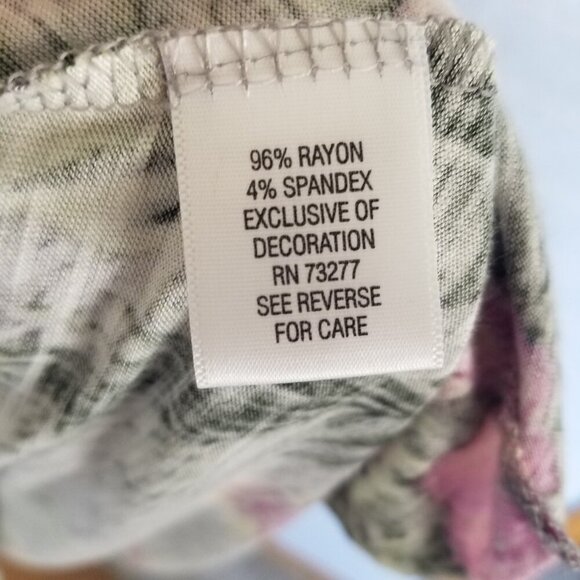 96% RAYON
4% SPANDEX
EXCLUSIVE OF
DECORATION
RN 73277
SEE REVERSE
FOR CARE